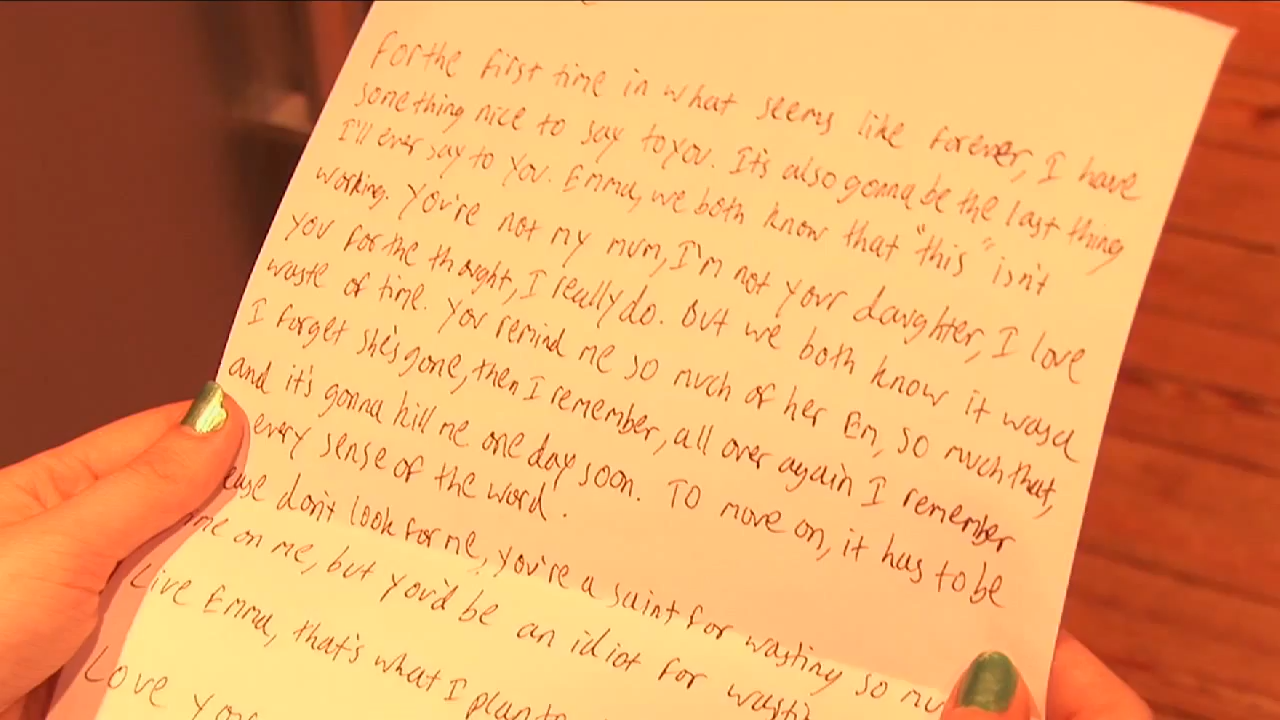 For the first time in what seems like forever, I have
something nice to say to you. It's also gonna be the last thing
I'll ever say to you. Emma, we both know that "this" isn't
working. You're not my mum, I'm not your daughter, I love
you for the thought, I really do. But we both know it was a
waste of time. You remind me so much of her Em, so much that,
I forget she's gone, then I remember, all over again I remember
and it's gonna kill me one day soon. To move on, it has to be
every sense of the word.
don't look for me, you're a saint for wasting so
on me, but you'd be an idiot for
Live Emma, that's what I plan to
Love